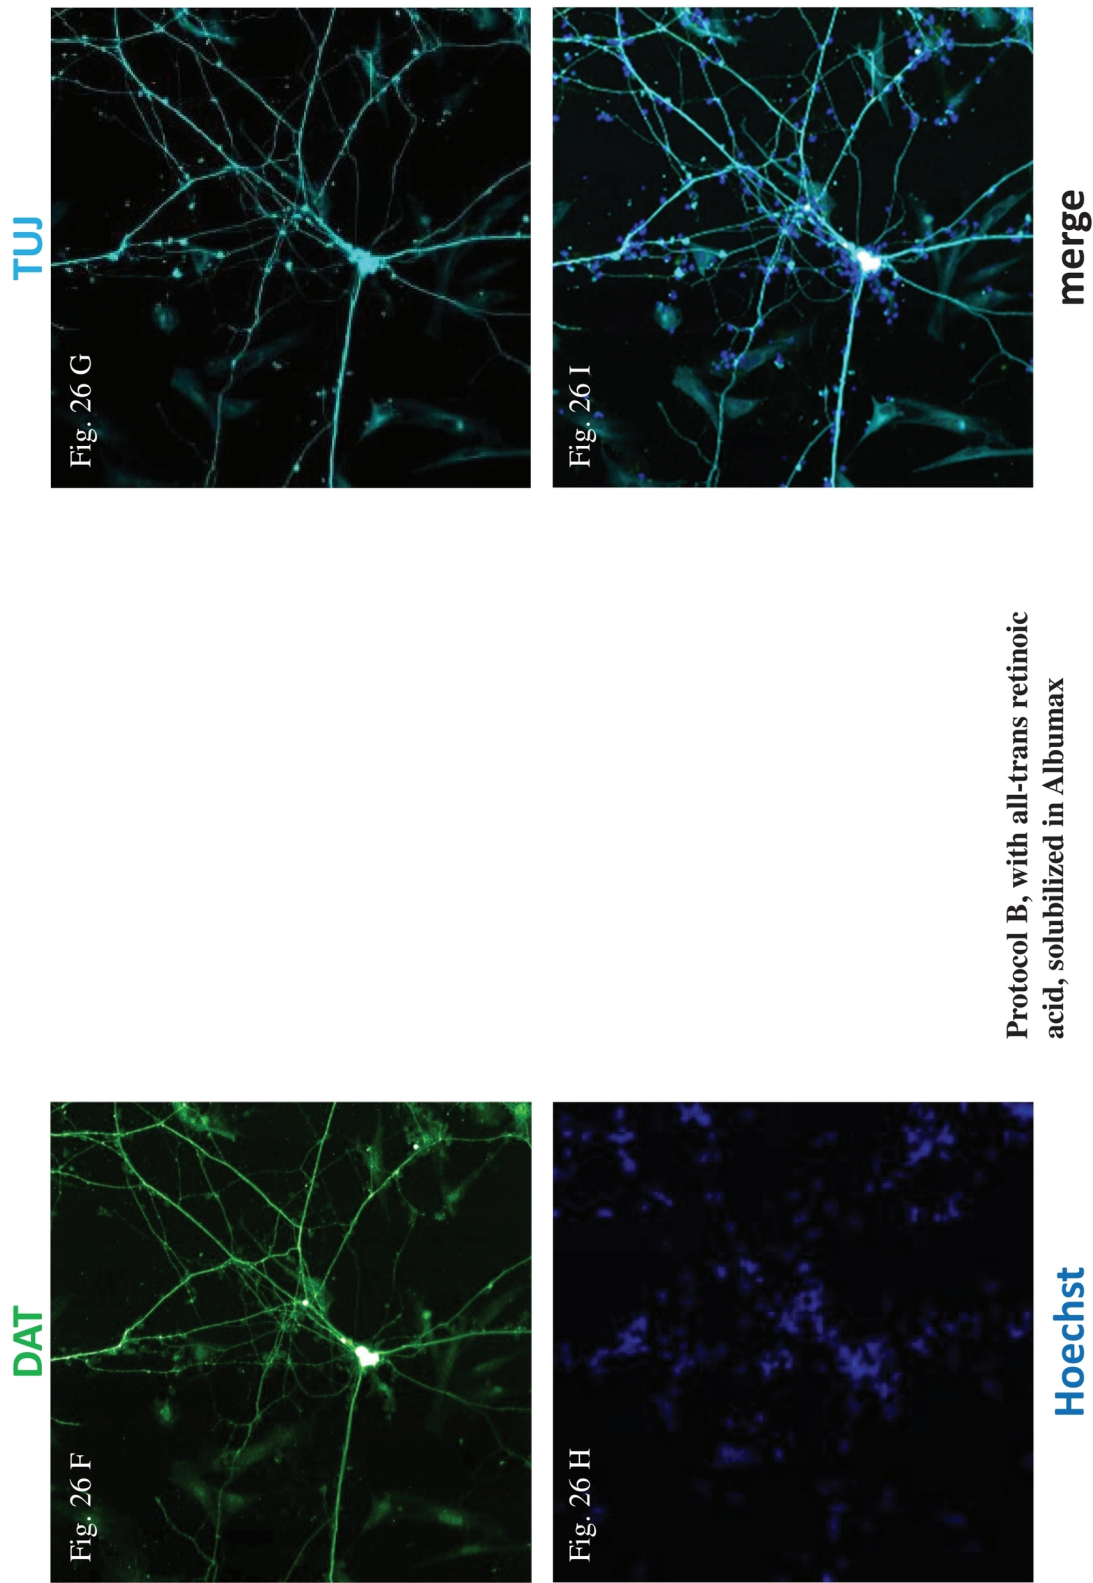 DAT
TUJ
Fig. 26 F
Fig. 26 G
Fig. 26 H
Fig. 26 I
Hoechst
Protocol B, with all-trans retinoic
acid, solubilized in Albumax
merge